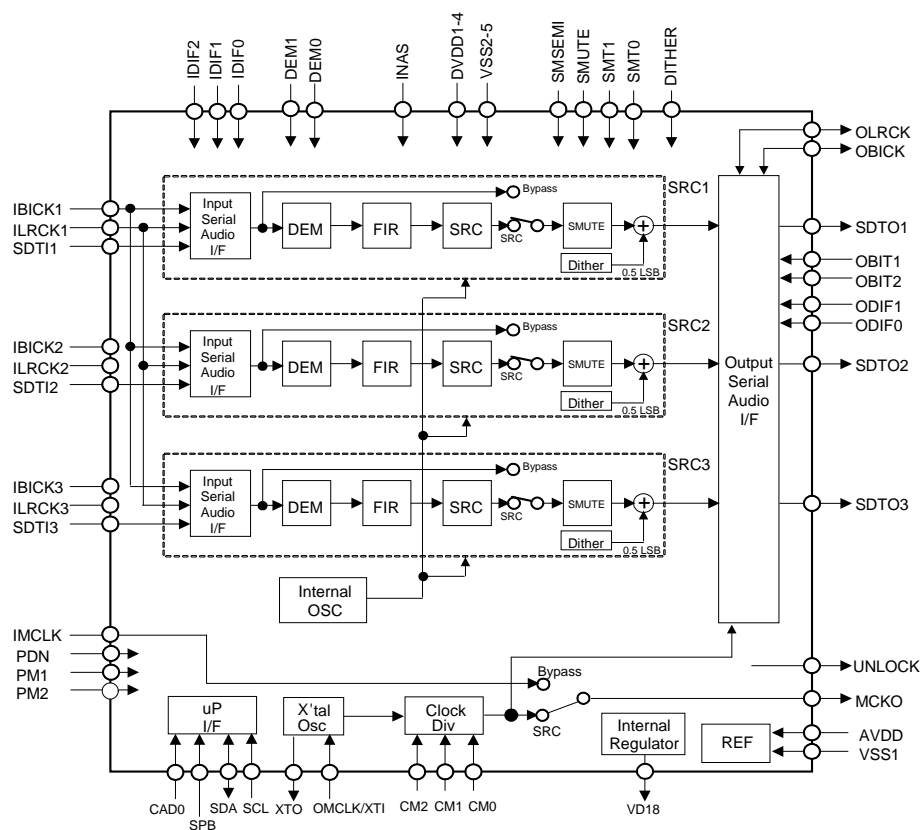 IDIF2
IDIF1
IDIF0
DEM1
DEM0
INAS
DVDD1-4
VSS2-5
SMSEMI
SMUTE
SMT1
SMT0
DITHER
OLRCK
OBICK
SRC1
Bypass
IBICK1
ILRCK1
SDTI1
Input
Serial
Audio
I/F
DEM
FIR
SRC
SRC
SMUTE
Dither
0.5 LSB
SDTO1
OBIT1
OBIT2
ODIF1
ODIF0
SRC2
Bypass
IBICK2
ILRCK2
SDTI2
Input
Serial
Audio
I/F
DEM
FIR
SRC
SRC
SMUTE
Dither
0.5 LSB
Output
Serial
Audio
I/F
SDTO2
SRC3
Bypass
IBICK3
ILRCK3
SDTI3
Input
Serial
Audio
I/F
DEM
FIR
SRC
SRC
SMUTE
Dither
0.5 LSB
SDTO3
Internal
OSC
IMCLK
PDN
PM1
PM2
Bypass
SRC
UNLOCK
MCKO
AVDD
VSS1
uP
I/F
X'tal
Osc
Clock
Div
Internal
Regulator
REF
CAD0
SPB
SDA
SCL
XTO
OMCLK/XTI
CM2
CM1
CM0
VD18